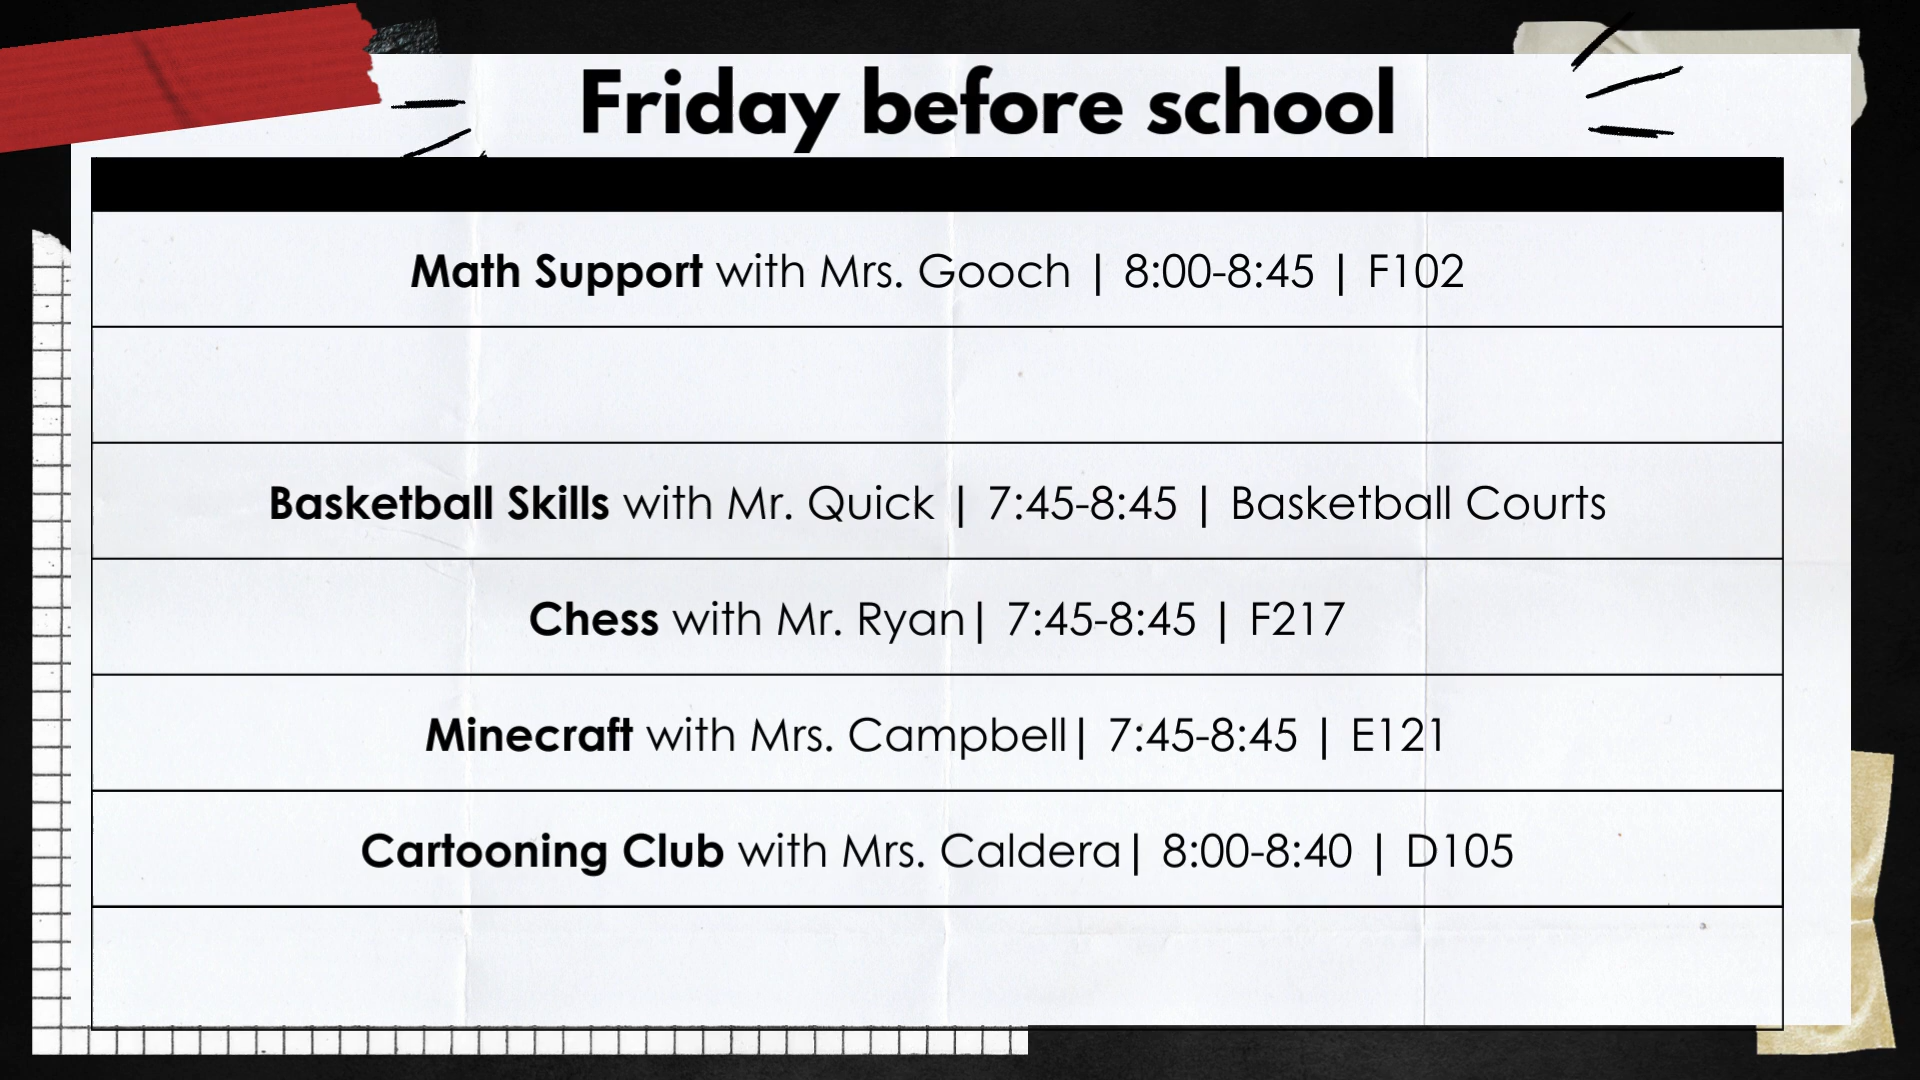 Friday before school
Math Support with Mrs. Gooch | 8:00-8:45 | F102
Basketball Skills with Mr. Quick | 7:45-8:45 | Basketball Courts
Chess with Mr. Ryan| 7:45-8:45 | F217
Minecraft with Mrs. Campbell| 7:45-8:45 | E121
Cartooning Club with Mrs. Caldera| 8:00-8:40 | D105